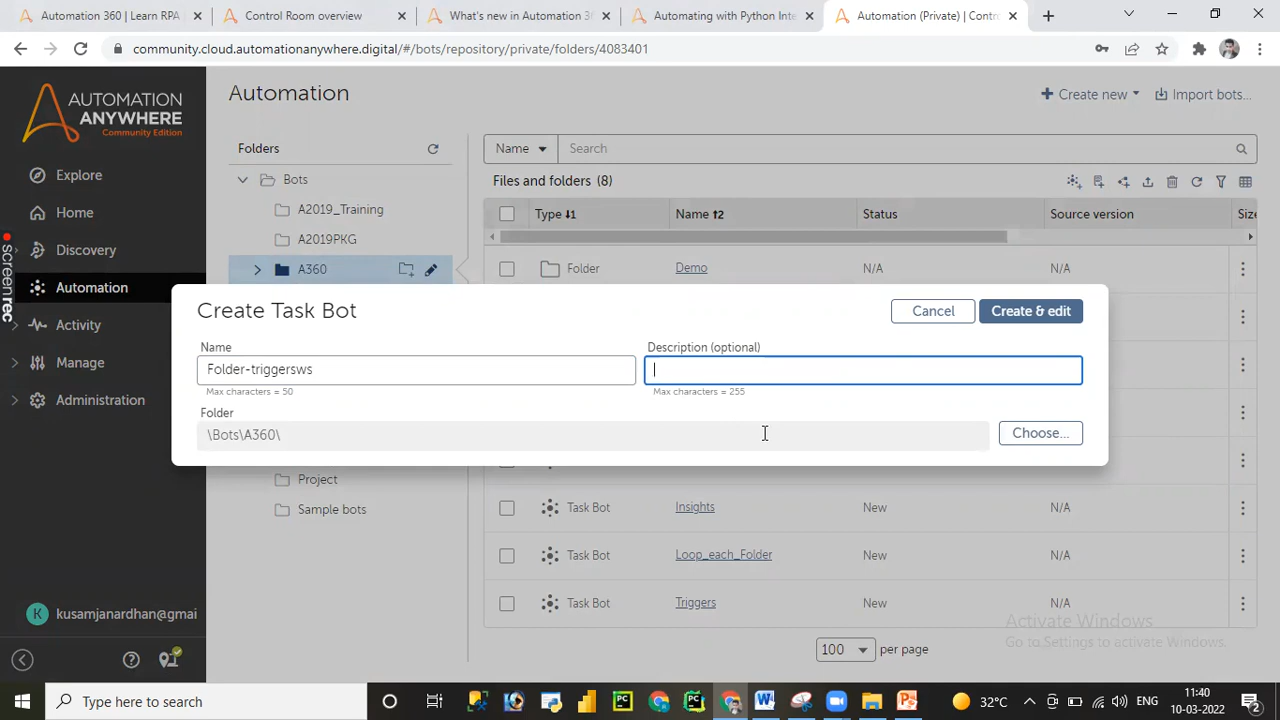 Automation 360 | Learn RPA
Control Room overview
What's new in Automation 3
Automating with Python Inte
Automation (Private) | Contr
community.cloud.automationanywhere.digital/#/bots/repository/private/folders/4083401
AUTOMATION
ANYWHERE
Community Edition
Explore
Home
Discovery
Automation
Activity
Manage
Administration
kusamjanardhan@gmai
K
screenrec
Automation
Create new
Import bots...
Folders
Bots
A2019_Training
A2019PKG
A360
Project
Sample bots
Name
Search
Files and folders (8)
Type
Name
Status
Source version
Size
Folder
Demo
N/A
N/A
Create Task Bot
Cancel
Create & edit
Name
Description (optional)
Folder-triggersws
Max characters = 50
Max characters = 255
Folder
\Bots\A360\
Choose...
Task Bot
Insights
New
N/A
Task Bot
Loop_each_Folder
New
N/A
Task Bot
Triggers
New
N/A
100
per page
Activate Windows
Go to Settings to activate Windows.
Type here to search
32°C
ENG
11:40
10-03-2022
2